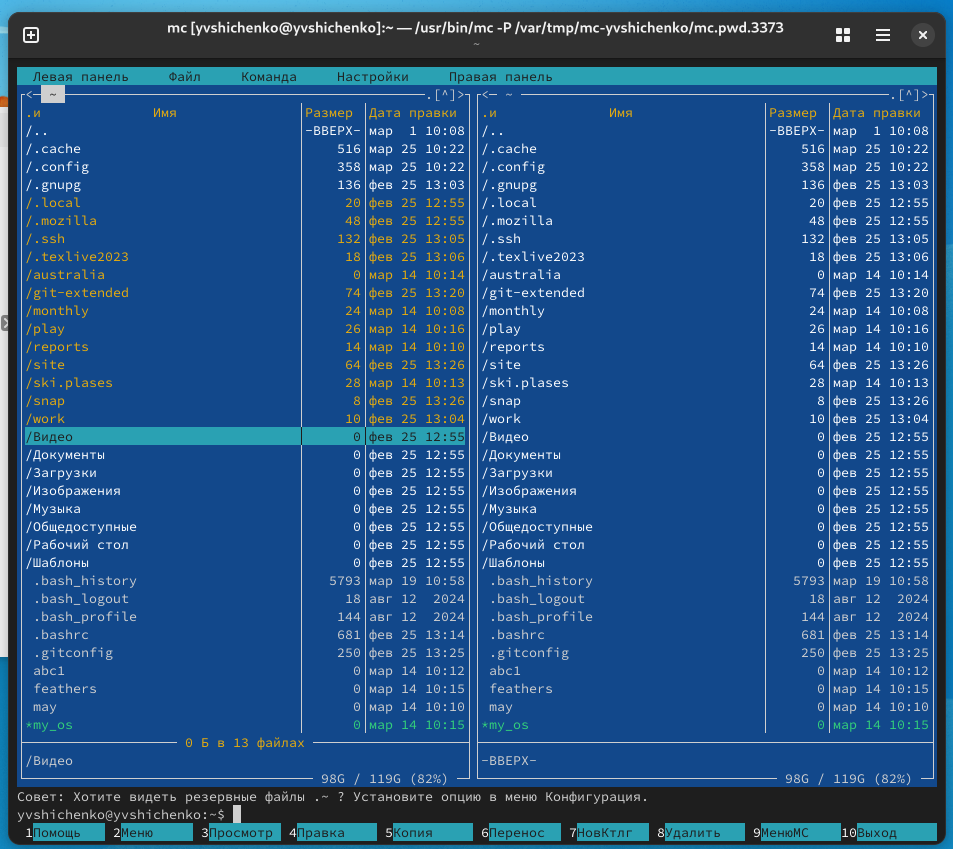 mc [yvshichenko@yvshichenko]:~ — /usr/bin/mc -P /var/tmp/mc-yvshichenko/mc.pwd.3373
~
Левая панель Файл Команда Настройки Правая панель
<- ~ .[^]> <- ~ .[^]>
.и Имя Размер Дата правки .и Имя Размер Дата правки
/.. -ВВЕРХ- мар 1 10:08 /.. -ВВЕРХ- мар 1 10:08
/.cache 516 мар 25 10:22 /.cache 516 мар 25 10:22
/.config 358 мар 25 10:22 /.config 358 мар 25 10:22
/.gnupg 136 фев 25 13:03 /.gnupg 136 фев 25 13:03
/.local 20 фев 25 12:55 /.local 20 фев 25 12:55
/.mozilla 48 фев 25 12:55 /.mozilla 48 фев 25 12:55
/.ssh 132 фев 25 13:05 /.ssh 132 фев 25 13:05
/.texlive2023 18 фев 25 13:06 /.texlive2023 18 фев 25 13:06
/australia 0 мар 14 10:14 /australia 0 мар 14 10:14
/git-extended 74 фев 25 13:20 /git-extended 74 фев 25 13:20
/monthly 24 мар 14 10:08 /monthly 24 мар 14 10:08
/play 26 мар 14 10:16 /play 26 мар 14 10:16
/reports 14 мар 14 10:10 /reports 14 мар 14 10:10
/site 64 фев 25 13:26 /site 64 фев 25 13:26
/ski.plases 28 мар 14 10:13 /ski.plases 28 мар 14 10:13
/snap 8 фев 25 13:26 /snap 8 фев 25 13:26
/work 10 фев 25 13:04 /work 10 фев 25 13:04
/Видео 0 фев 25 12:55 /Видео 0 фев 25 12:55
/Документы 0 фев 25 12:55 /Документы 0 фев 25 12:55
/Загрузки 0 фев 25 12:55 /Загрузки 0 фев 25 12:55
/Изображения 0 фев 25 12:55 /Изображения 0 фев 25 12:55
/Музыка 0 фев 25 12:55 /Музыка 0 фев 25 12:55
/Общедоступные 0 фев 25 12:55 /Общедоступные 0 фев 25 12:55
/Рабочий стол 0 фев 25 12:55 /Рабочий стол 0 фев 25 12:55
/Шаблоны 0 фев 25 12:55 /Шаблоны 0 фев 25 12:55
.bash_history 5793 мар 19 10:58 .bash_history 5793 мар 19 10:58
.bash_logout 18 авг 12 2024 .bash_logout 18 авг 12 2024
.bash_profile 144 авг 12 2024 .bash_profile 144 авг 12 2024
.bashrc 681 фев 25 13:14 .bashrc 681 фев 25 13:14
.gitconfig 250 фев 25 13:25 .gitconfig 250 фев 25 13:25
abc1 0 мар 14 10:12 abc1 0 мар 14 10:12
feathers 0 мар 14 10:15 feathers 0 мар 14 10:15
may 0 мар 14 10:10 may 0 мар 14 10:10
*my_os 0 мар 14 10:15 *my_os 0 мар 14 10:15
0 Б в 13 файлах
/Видео -ВВЕРХ-
98G / 119G (82%) 98G / 119G (82%)
Совет: Хотите видеть резервные файлы .~ ? Установите опцию в меню Конфигурация.
yvshichenko@yvshichenko:~$
1Помощь 2Меню 3Просмотр 4Правка 5Копия 6Перенос 7НовКтлг 8Удалить 9МенюМС 10Выход